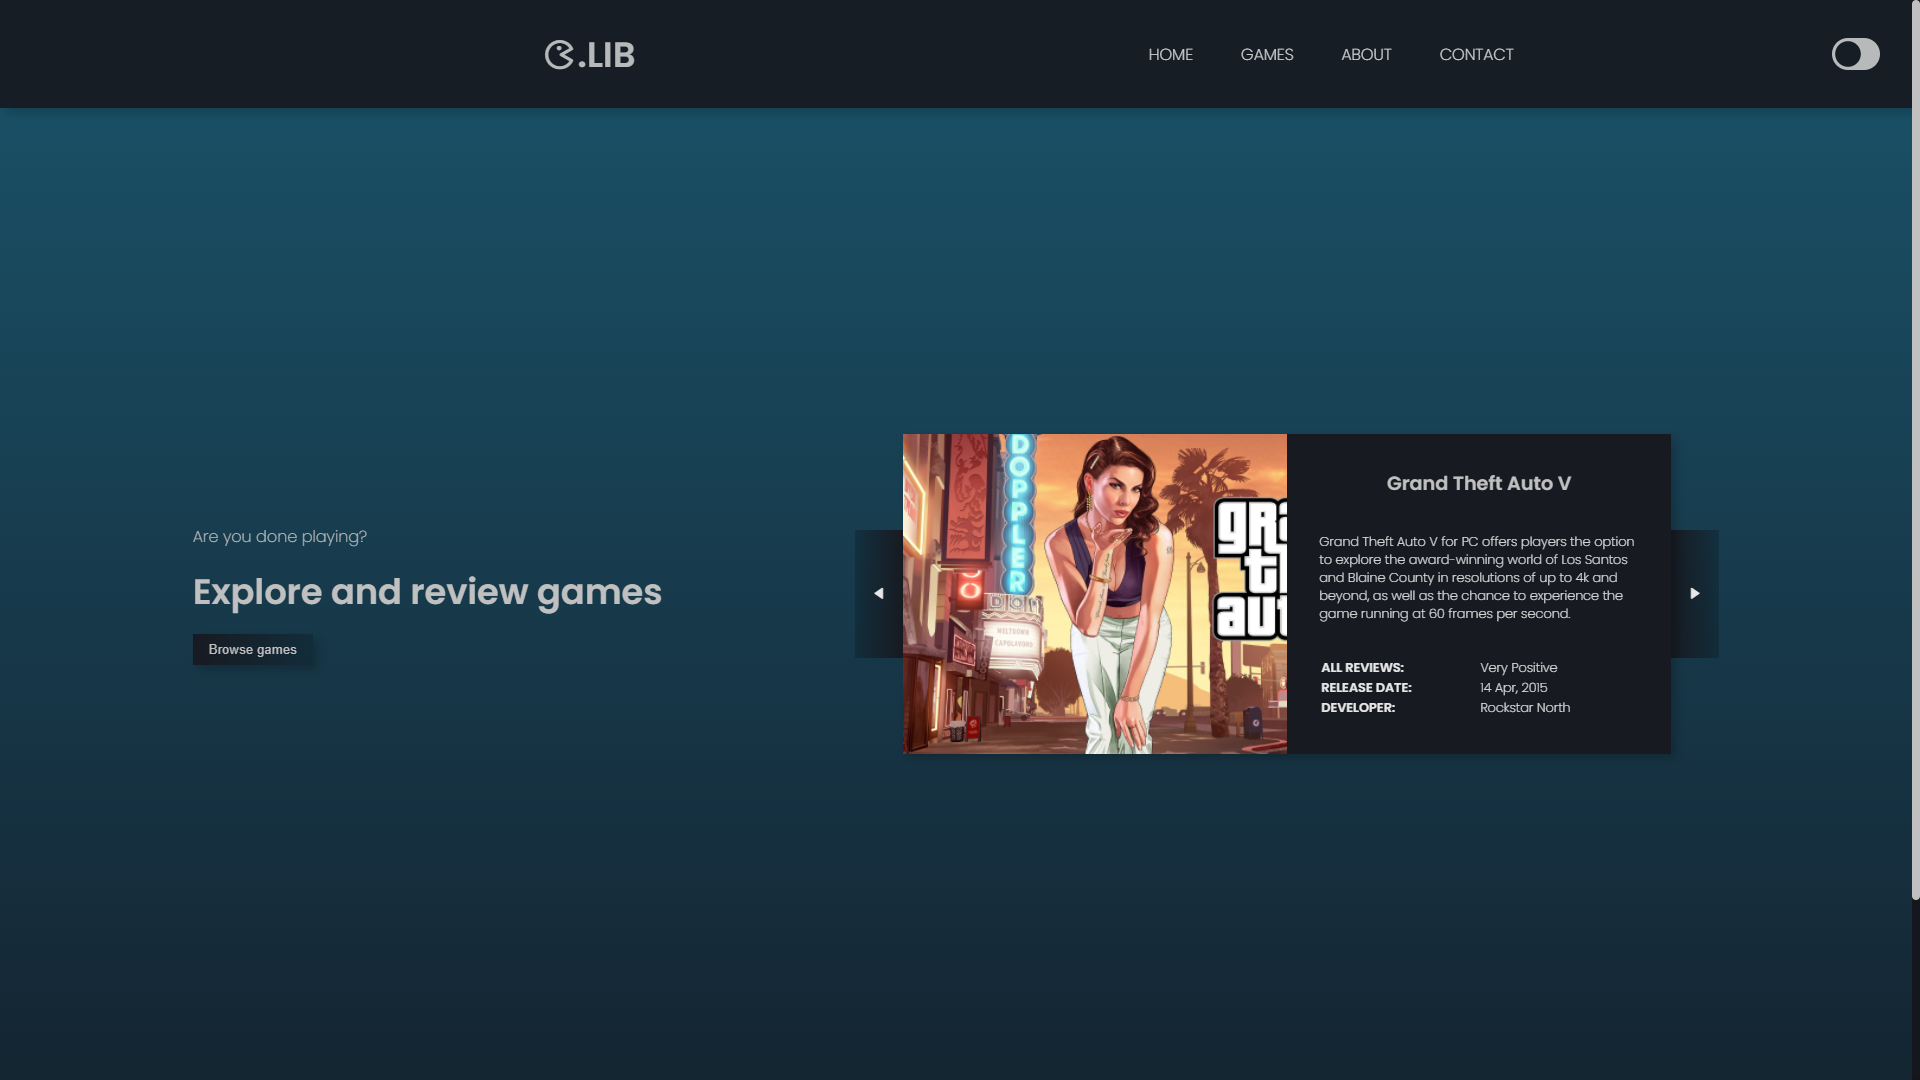 .LIB
HOME
GAMES
ABOUT
CONTACT
Are you done playing?
Explore and review games
Browse games
DOPPLER
MELTDOWN
CAPOLAVORO
Grand Theft Auto V
Grand Theft Auto V for PC offers players the option
to explore the award-winning world of Los Santos
and Blaine County in resolutions of up to 4k and
beyond, as well as the chance to experience the
game running at 60 frames per second.
ALL REVIEWS: Very Positive
RELEASE DATE: 14 Apr, 2015
DEVELOPER: Rockstar North